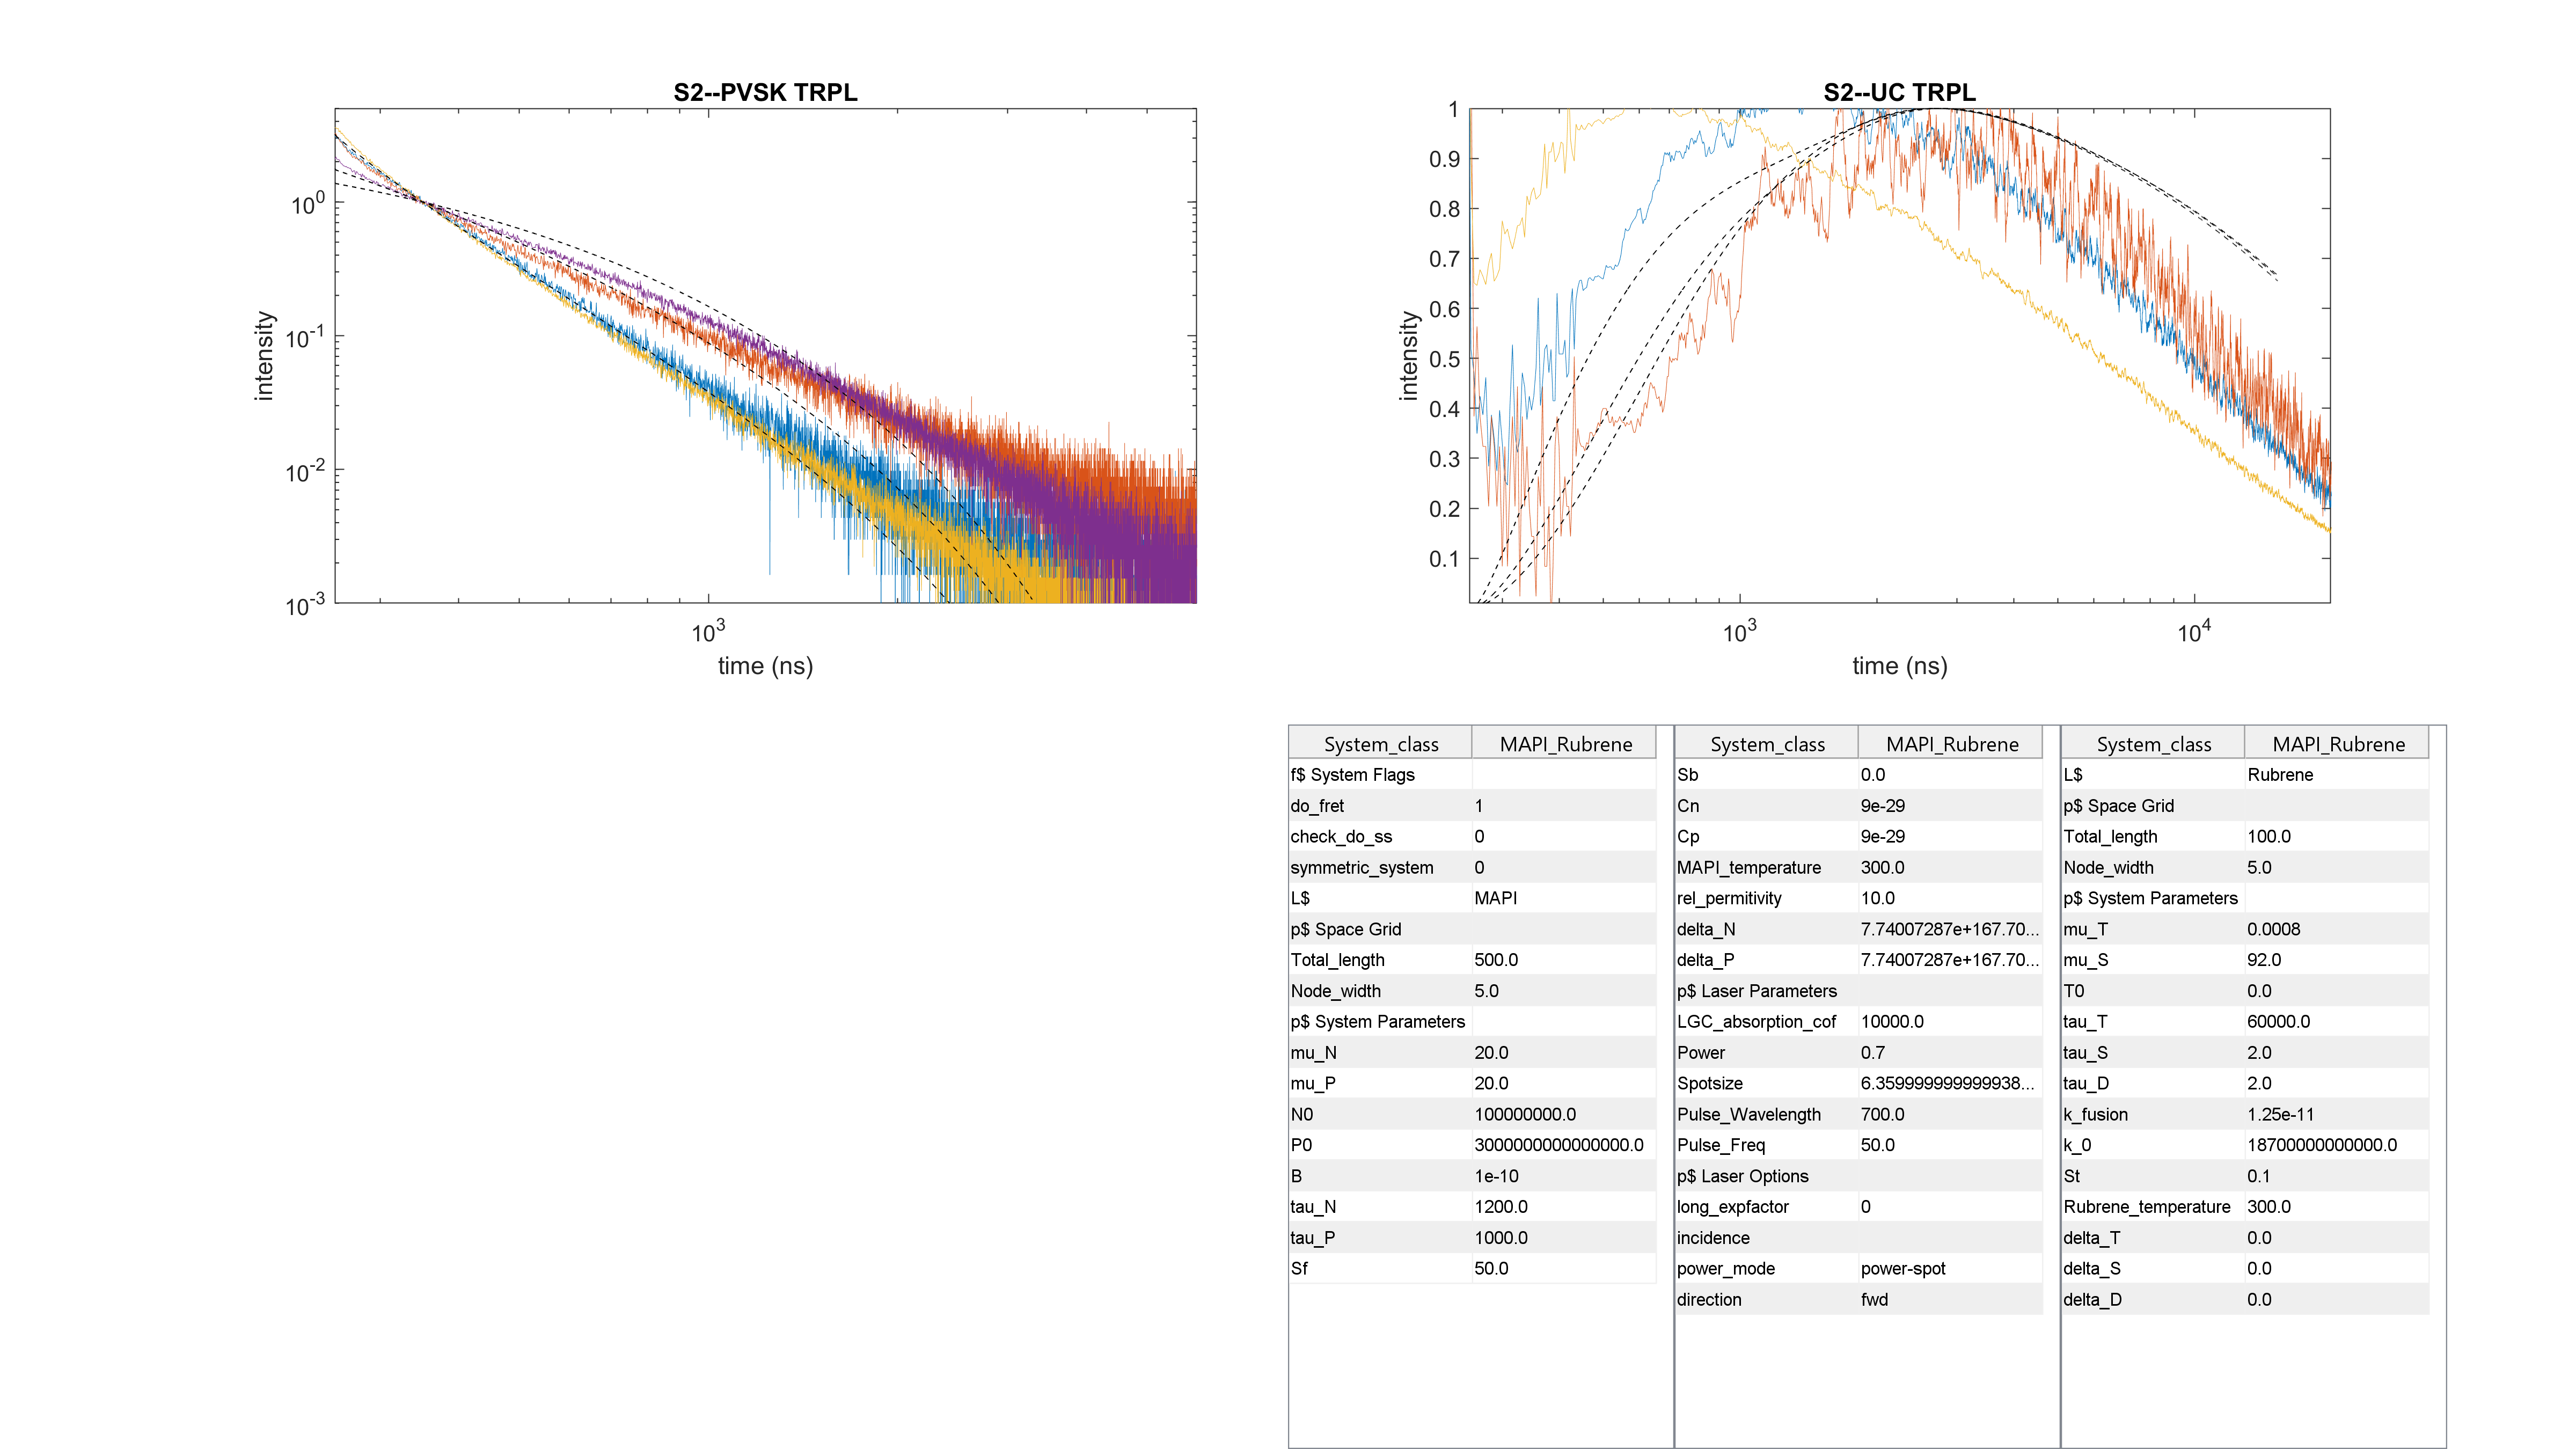 S2--PVSK TRPL
10^0
10^-1
10^-2
10^-3
intensity
10^3
time (ns)
S2--UC TRPL
1
0.9
0.8
0.7
0.6
0.5
0.4
0.3
0.2
0.1
intensity
10^3 10^4
time (ns)
System_class MAPI_Rubrene
f$ System Flags
do_fret 1
check_do_ss 0
symmetric_system 0
L$ MAPI
p$ Space Grid
Total_length 500.0
Node_width 5.0
p$ System Parameters
mu_N 20.0
mu_P 20.0
N0 100000000.0
P0 3000000000000000.0
B 1e-10
tau_N 1200.0
tau_P 1000.0
Sf 50.0
System_class MAPI_Rubrene
Sb 0.0
Cn 9e-29
Cp 9e-29
MAPI_temperature 300.0
rel_permitivity 10.0
delta_N 7.74007287e+167.70...
delta_P 7.74007287e+167.70...
p$ Laser Parameters
LGC_absorption_cof 10000.0
Power 0.7
Spotsize 6.359999999999938...
Pulse_Wavelength 700.0
Pulse_Freq 50.0
p$ Laser Options
long_expfactor 0
incidence
power_mode power-spot
direction fwd
System_class MAPI_Rubrene
L$ Rubrene
p$ Space Grid
Total_length 100.0
Node_width 5.0
p$ System Parameters
mu_T 0.0008
mu_S 92.0
T0 0.0
tau_T 60000.0
tau_S 2.0
tau_D 2.0
k_fusion 1.25e-11
k_0 18700000000000.0
St 0.1
Rubrene_temperature 300.0
delta_T 0.0
delta_S 0.0
delta_D 0.0